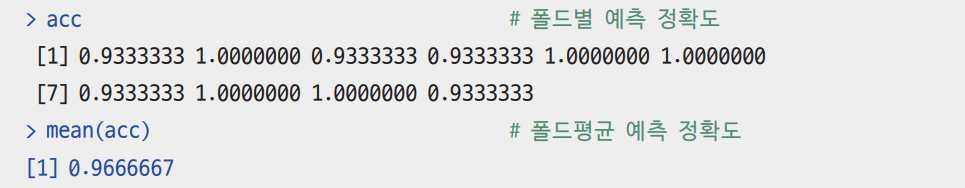 > acc # 폴드별 예측 정확도
[1] 0.9333333 1.0000000 0.9333333 0.9333333 1.0000000 1.0000000
[7] 0.9333333 1.0000000 1.0000000 0.9333333
> mean(acc) # 폴드평균 예측 정확도
[1] 0.9666667